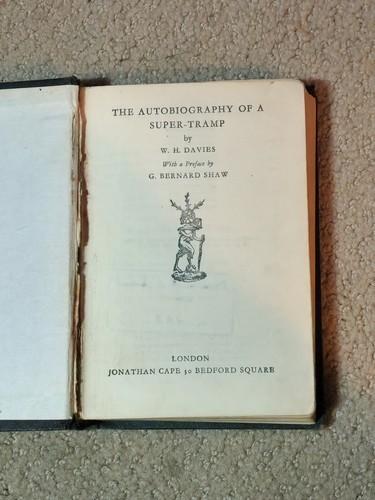 THE AUTOBIOGRAPHY OF A
SUPER-TRAMP
by
W. H. DAVIES
With a Preface by
G. BERNARD SHAW
LONDON
JONATHAN CAPE 30 BEDFORD SQUARE